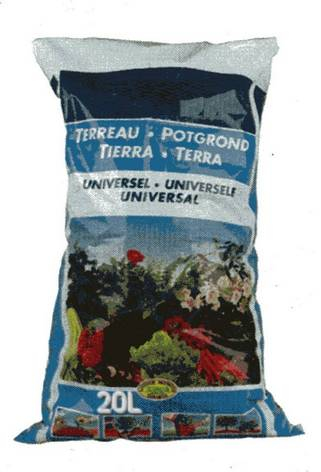 TERREAU · POTGROND
TIERRA · TERRA
UNIVERSEL · UNIVERSELE
UNIVERSAL
20L